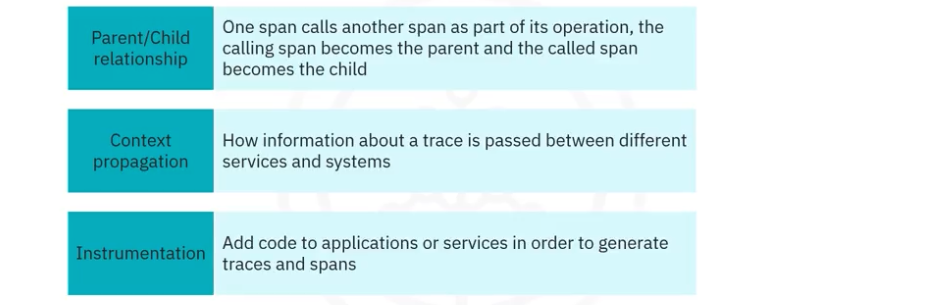 Parent/Child
relationship
One span calls another span as part of its operation, the
calling span becomes the parent and the called span
becomes the child
Context
propagation
How information about a trace is passed between different
services and systems
Instrumentation
Add code to applications or services in order to generate
traces and spans